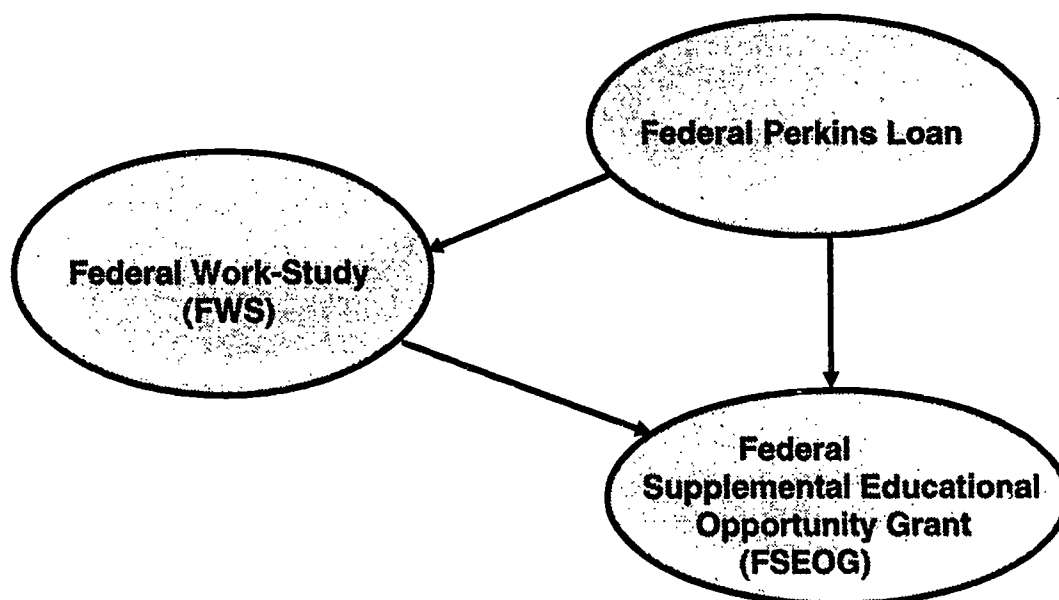 Federal Perkins Loan
Federal Work-Study
(FWS)
Federal
Supplemental Educational
Opportunity Grant
(FSEOG)